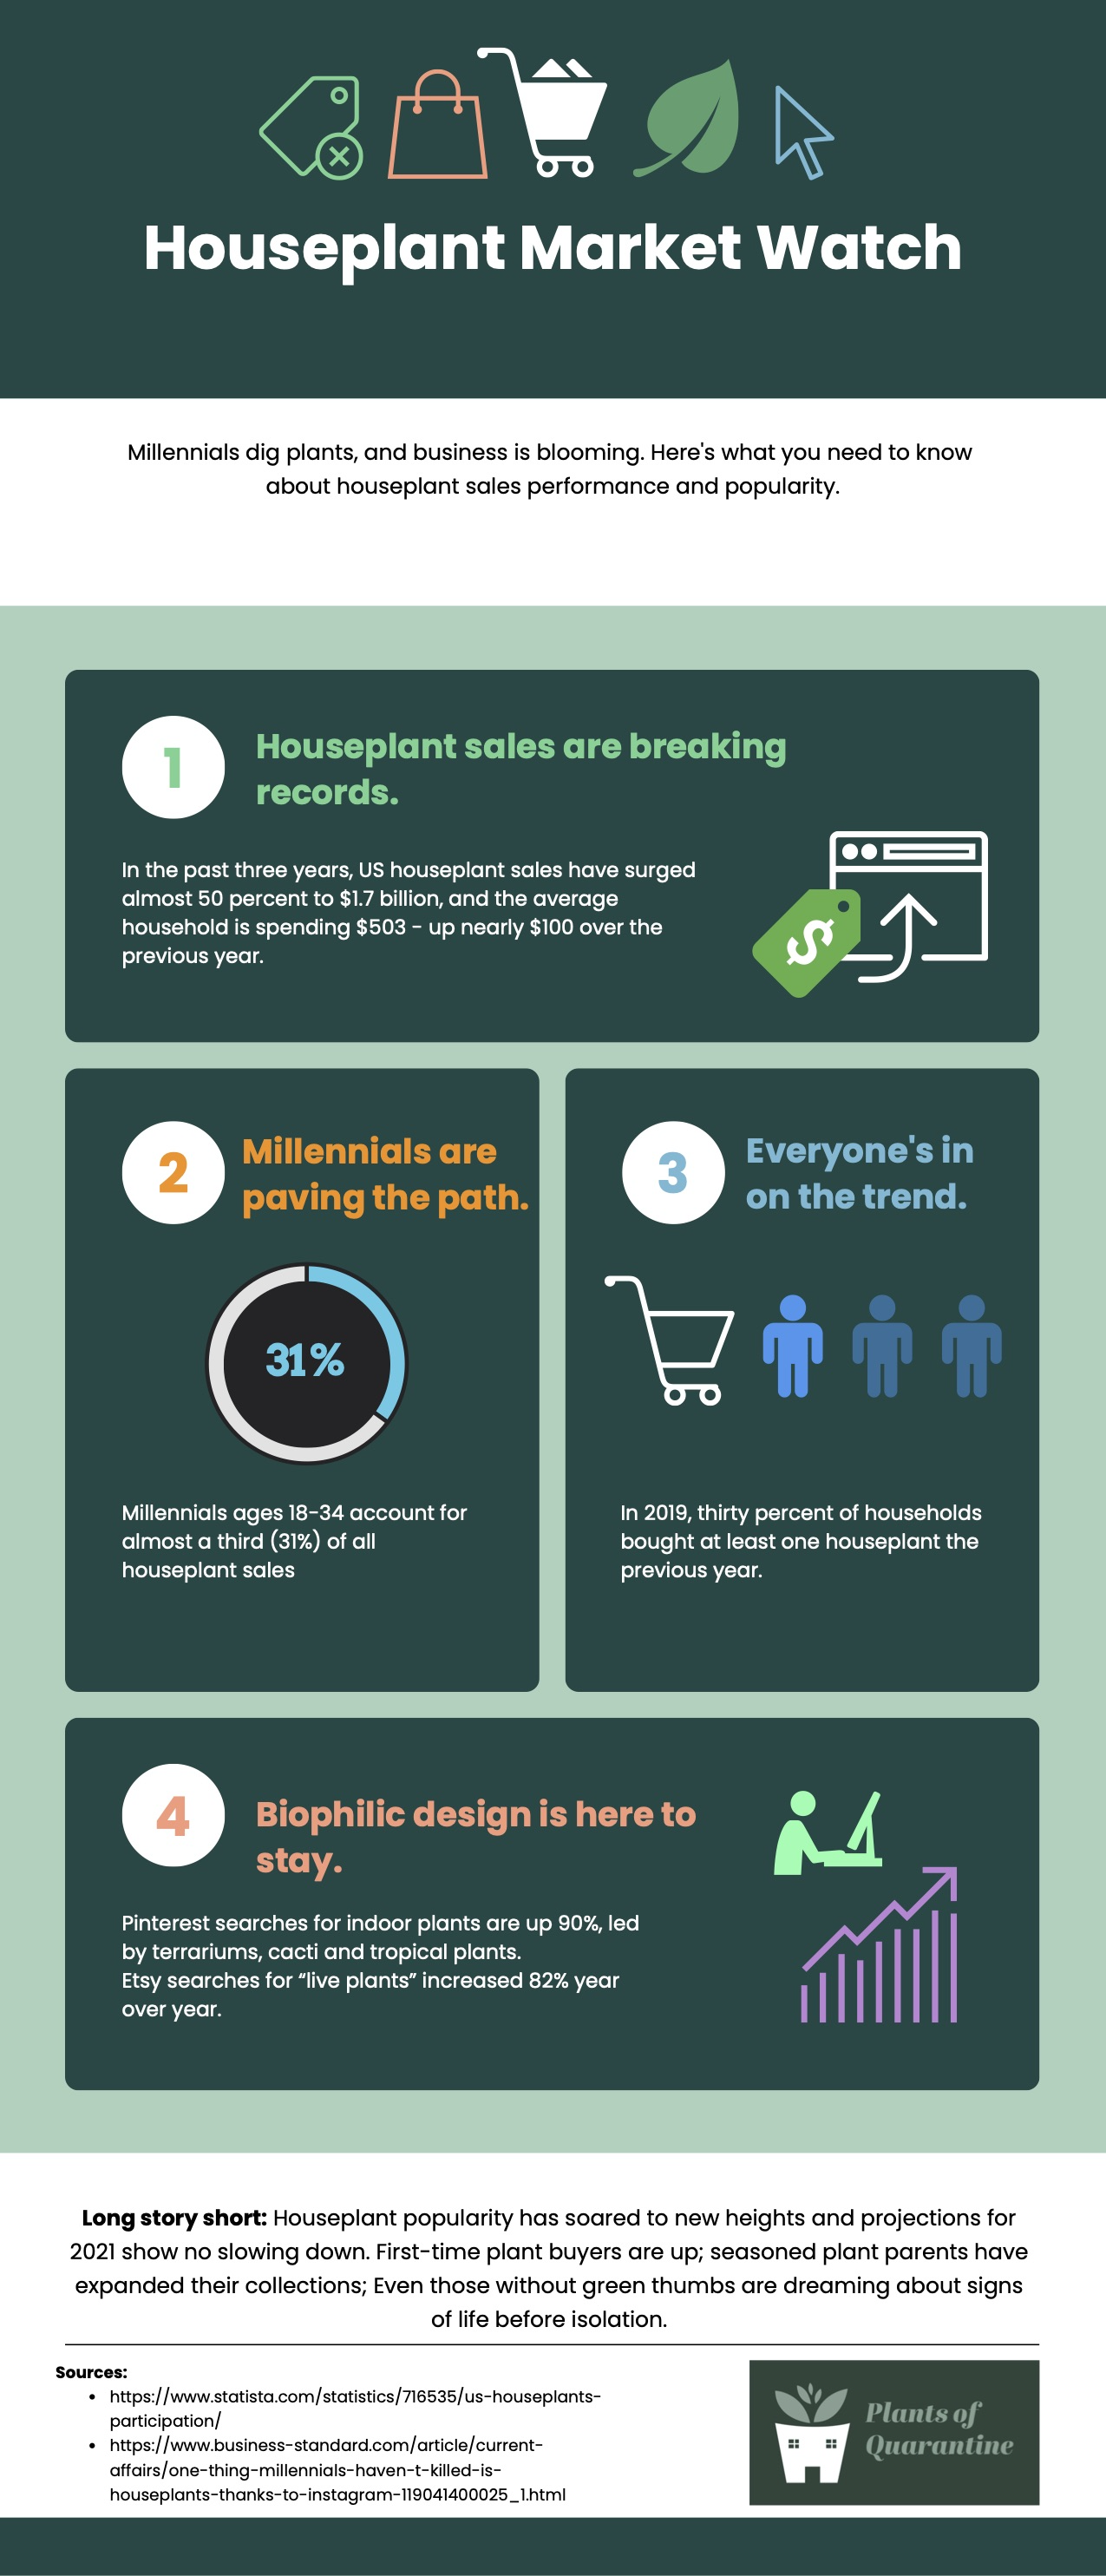 Houseplant Market Watch
Millennials dig plants, and business is blooming. Here's what you need to know
about houseplant sales performance and popularity.
1
Houseplant sales are breaking
records.
In the past three years, US houseplant sales have surged
almost 50 percent to $1.7 billion, and the average
household is spending $503 - up nearly $100 over the
previous year.
$
2
Millennials are
paving the path.
31%
Millennials ages 18-34 account for
almost a third (31%) of all
houseplant sales
3
Everyone's in
on the trend.
In 2019, thirty percent of households
bought at least one houseplant the
previous year.
4
Biophilic design is here to
stay.
Pinterest searches for indoor plants are up 90%, led
by terrariums, cacti and tropical plants.
Etsy searches for “live plants” increased 82% year
over year.
Long story short: Houseplant popularity has soared to new heights and projections for
2021 show no slowing down. First-time plant buyers are up; seasoned plant parents have
expanded their collections; Even those without green thumbs are dreaming about signs
of life before isolation.
Sources:
• https://www.statista.com/statistics/716535/us-houseplants-
participation/
• https://www.business-standard.com/article/current-
affairs/one-thing-millennials-haven-t-killed-is-
houseplants-thanks-to-instagram-119041400025_1.html
Plants of
Quarantine